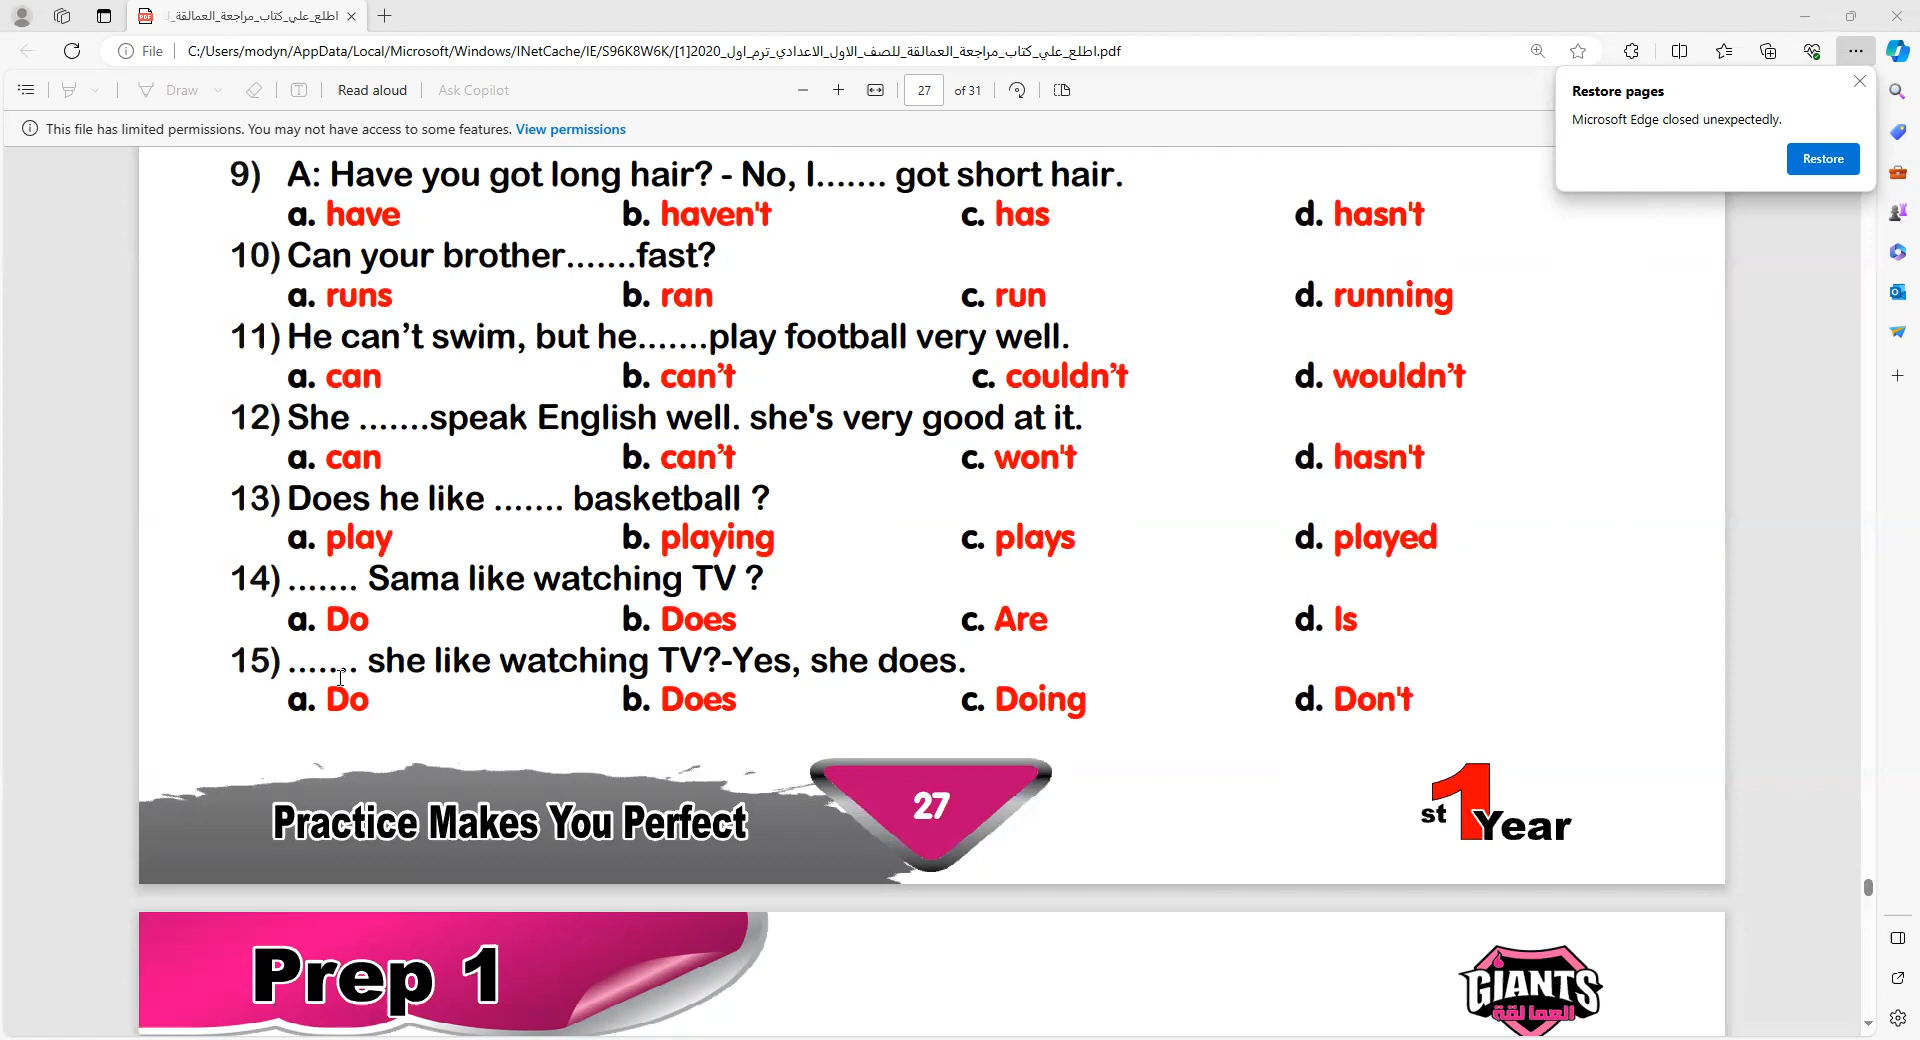 اطلع_علي_كتاب_مراجعة_العمالقة_لـ
File
C:/Users/modyn/AppData/Local/Microsoft/Windows/INetCache/IE/S96K8W6K/[1]2020_اطلع_علي_كتاب_مراجعة_العمالقة_للصف_الاول_الاعدادي_ترم_اول.pdf
Draw
Read aloud
Ask Copilot
27 of 31
This file has limited permissions. You may not have access to some features. View permissions
Restore pages
Microsoft Edge closed unexpectedly.
Restore
9) A: Have you got long hair? - No, I....... got short hair.
a. have b. haven't c. has d. hasn't
10) Can your brother.......fast?
a. runs b. ran c. run d. running
11) He can’t swim, but he.......play football very well.
a. can b. can’t c. couldn’t d. wouldn’t
12) She .......speak English well. she's very good at it.
a. can b. can’t c. won't d. hasn't
13) Does he like ....... basketball ?
a. play b. playing c. plays d. played
14) ....... Sama like watching TV ?
a. Do b. Does c. Are d. Is
15) ....... she like watching TV?-Yes, she does.
a. Do b. Does c. Doing d. Don't
Practice Makes You Perfect
27
1st Year
Prep 1
GIANTS
العمالقة